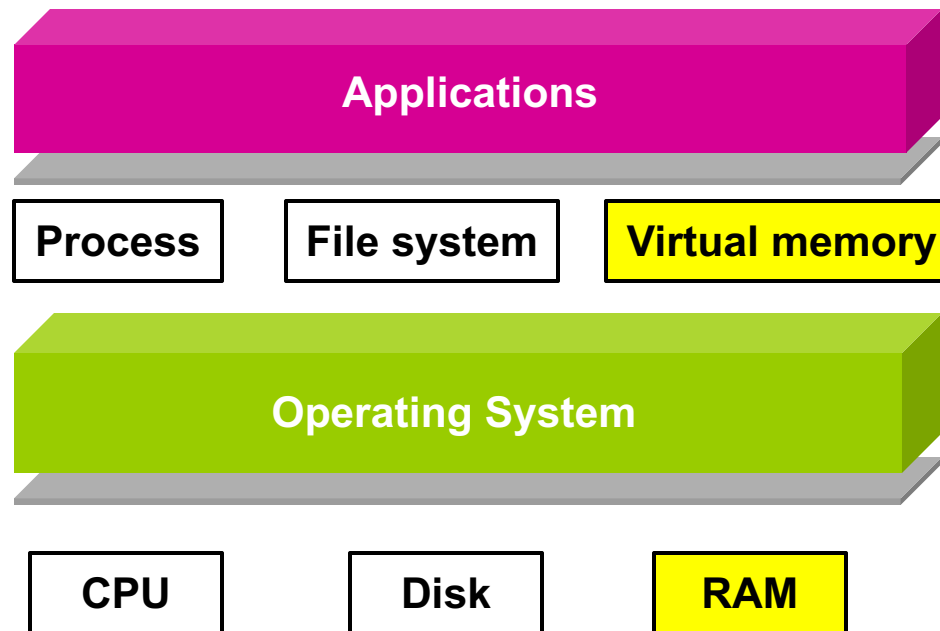 Applications
Process File system Virtual memory
Operating System
CPU Disk RAM